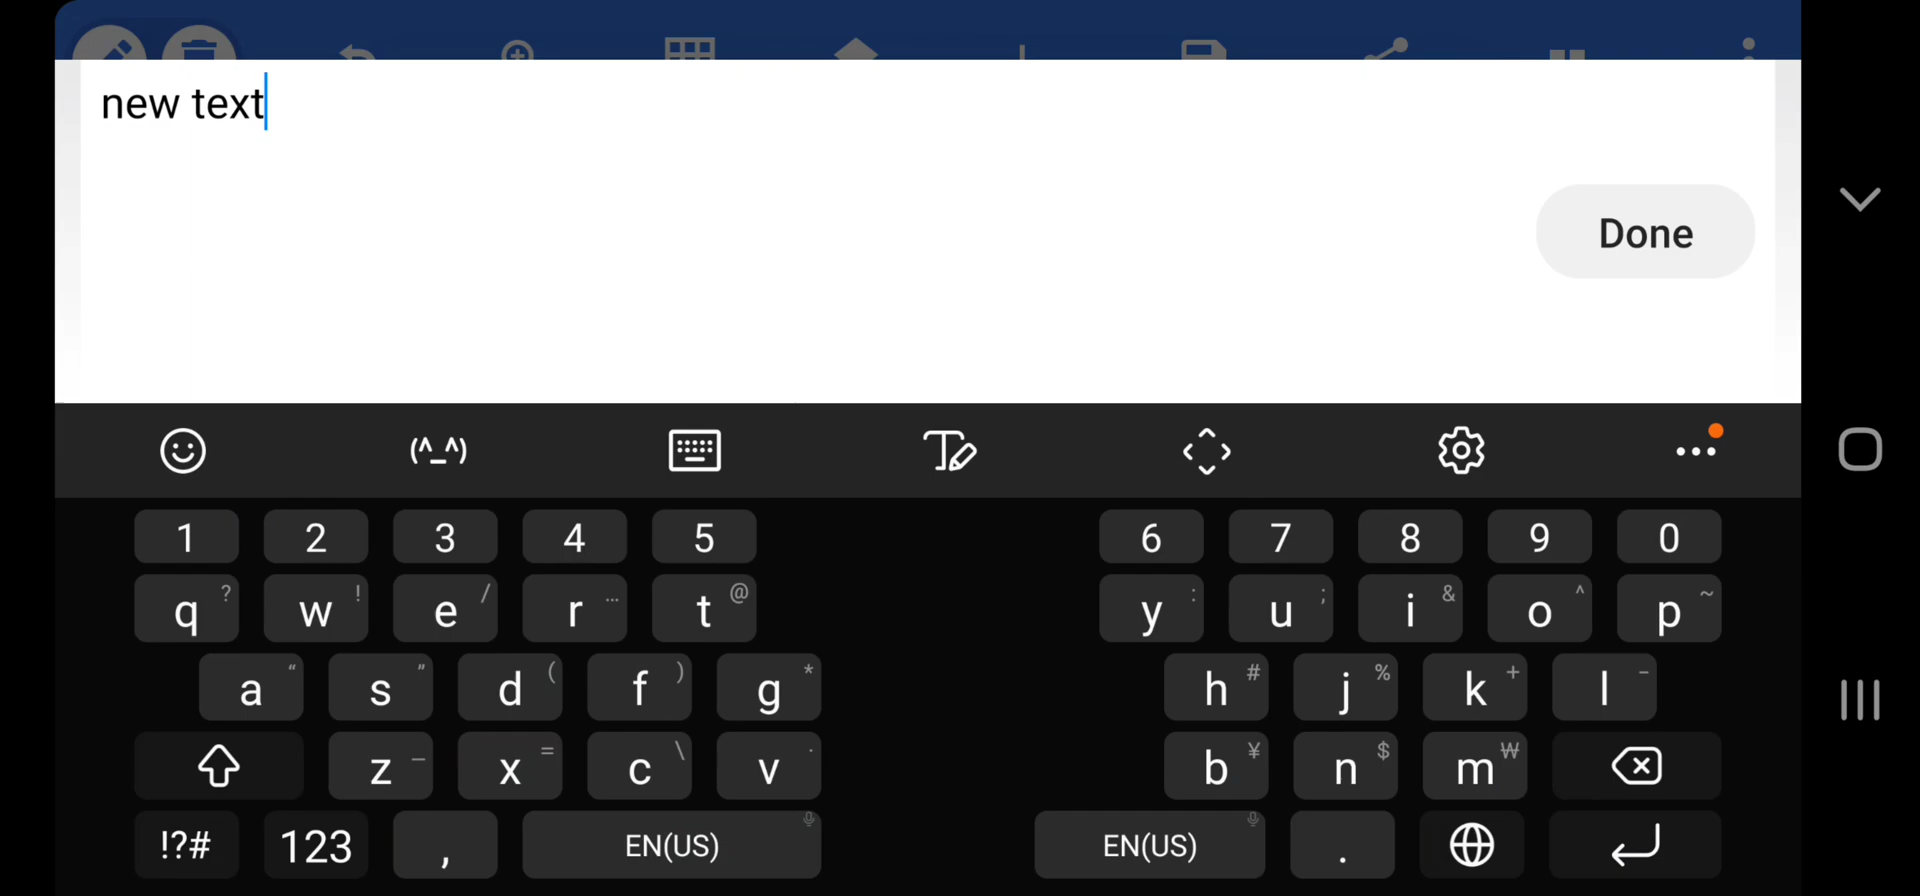 new text
Done
(^_^)
1 2 3 4 5 6 7 8 9 0
q ? w ! e / r … t @ y : u ; i & o ^ p ~
a “ s ” d ( f ) g * h # j % k + l -
z _ x = c \ v · b ¥ n $ m ₩
!?# 123 , EN(US) EN(US) .